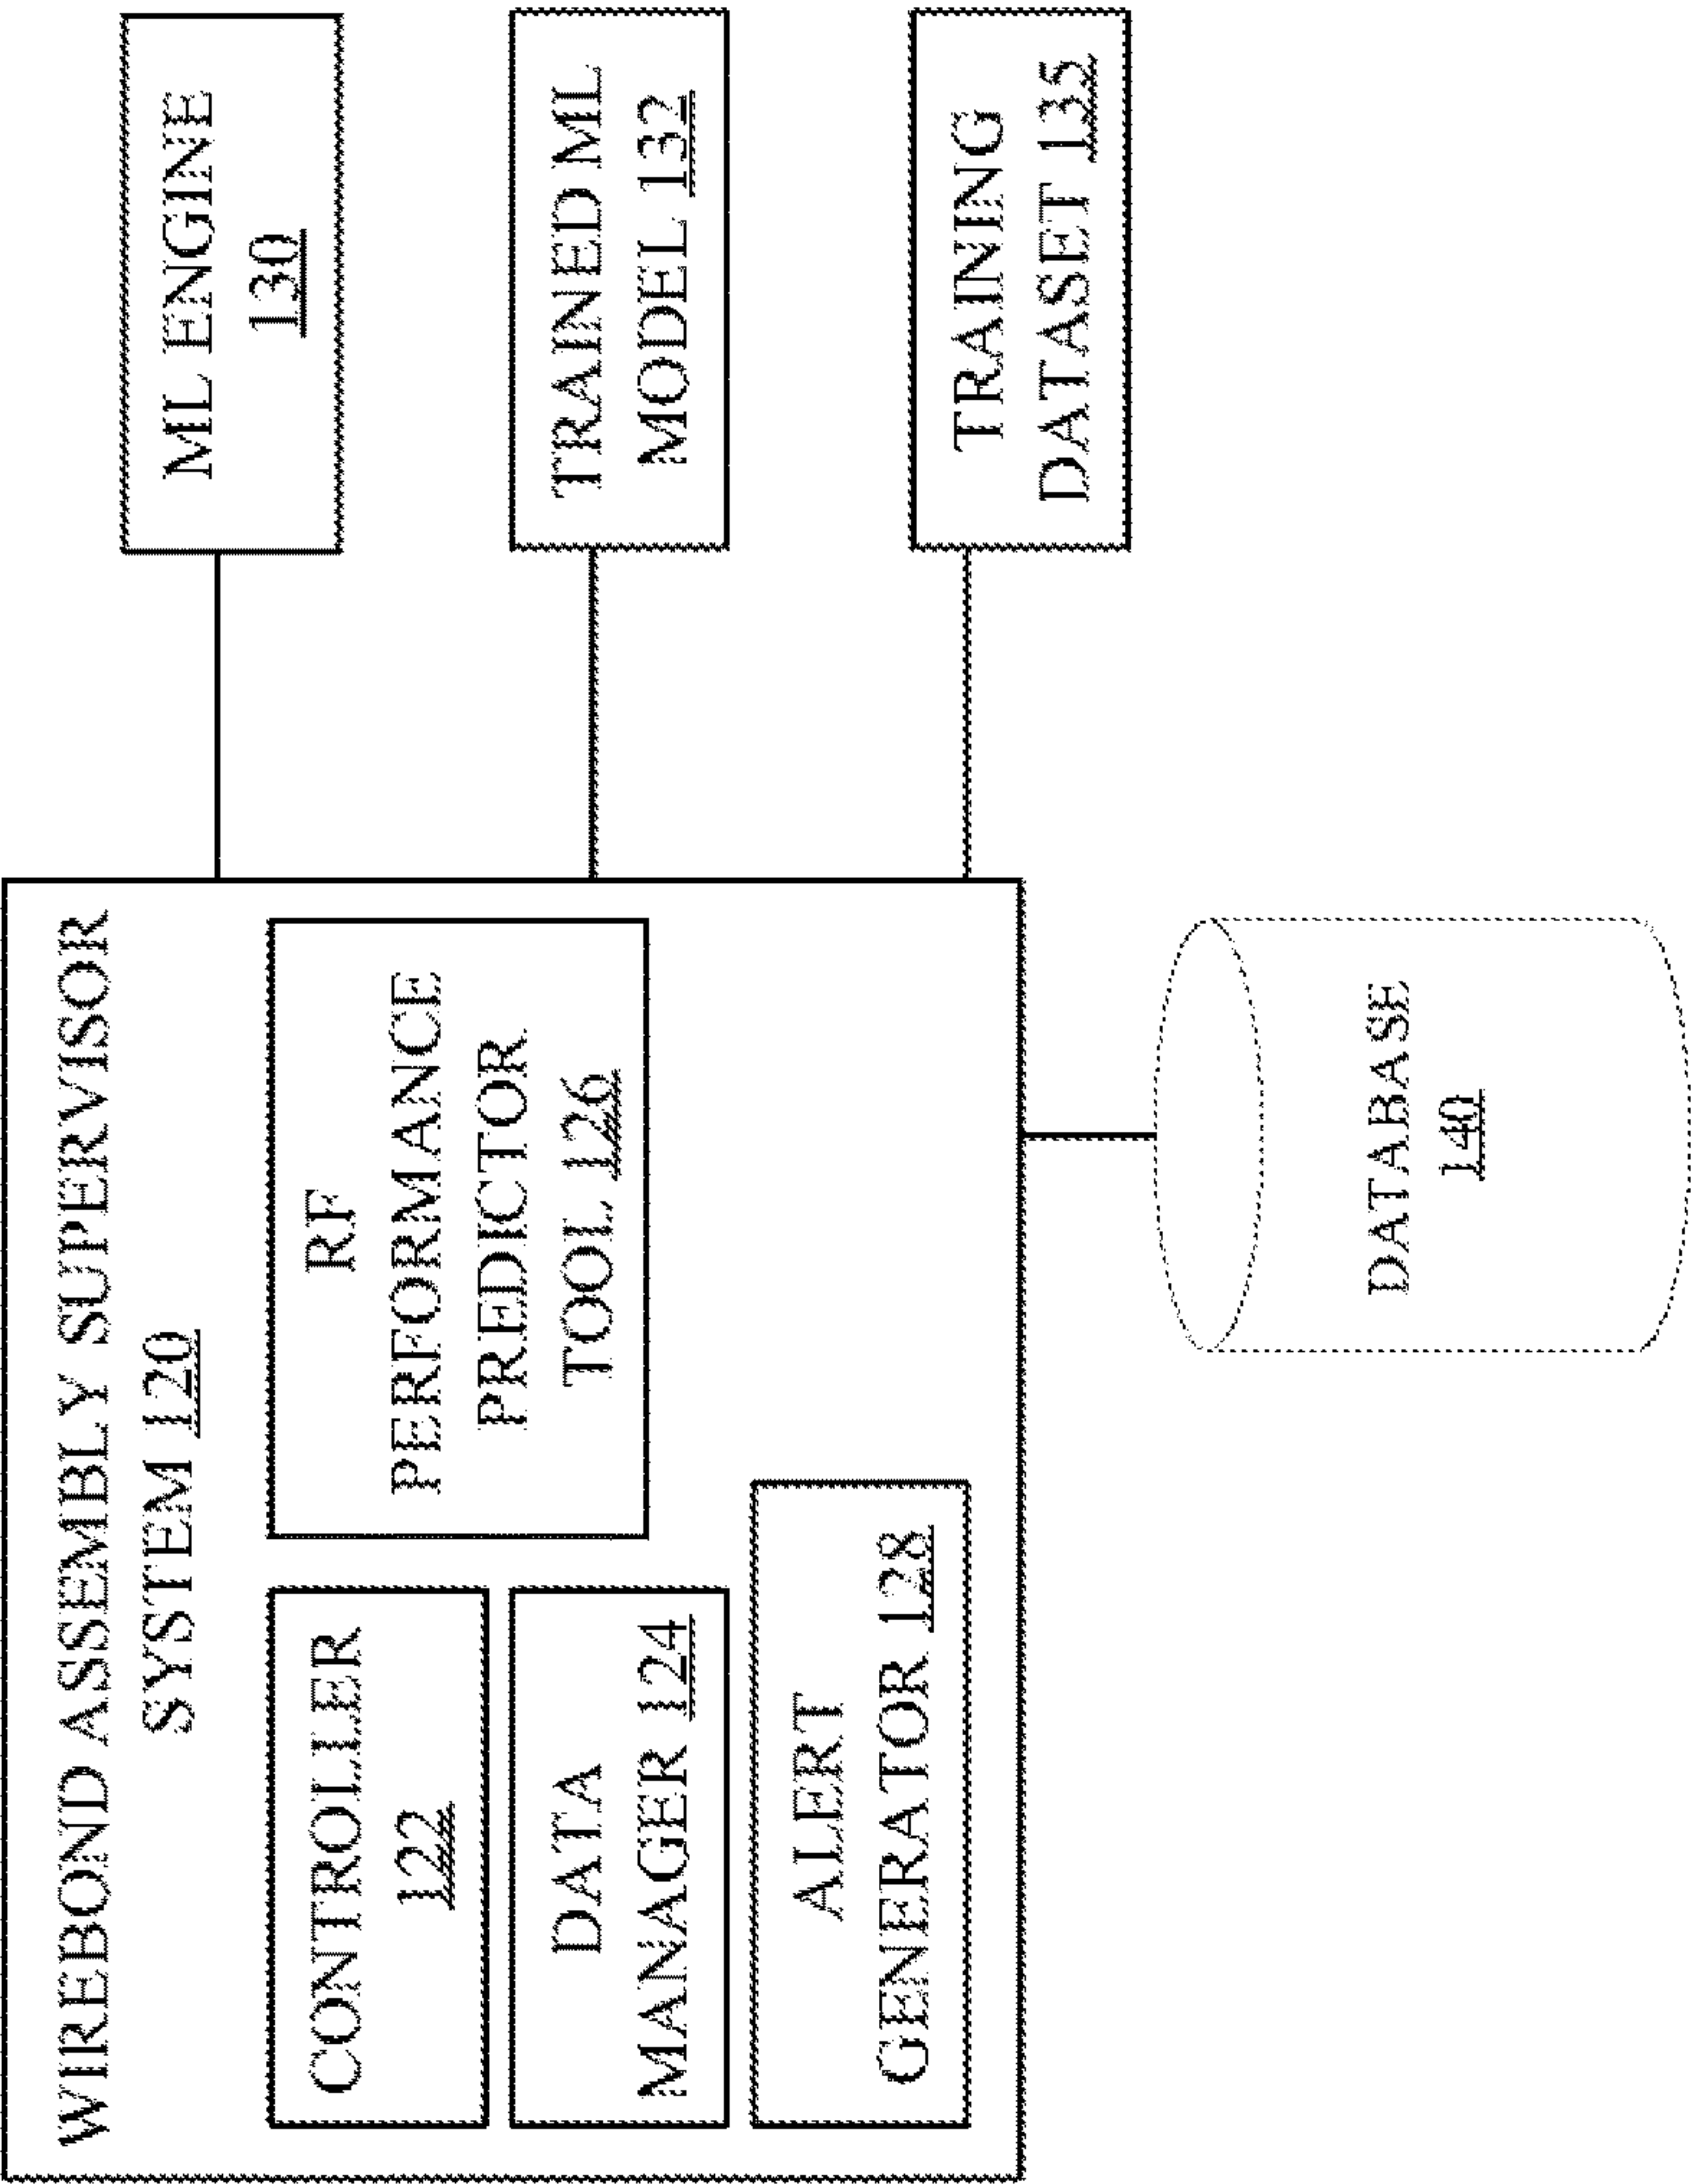 WIREBOND ASSEMBLY SUPERVISOR
SYSTEM 120
CONTROLLER
122
RF
PERFORMANCE
PREDICTOR
TOOL 126
DATA
MANAGER 124
ALERT
GENERATOR 128
ML ENGINE
130
TRAINED ML
MODEL 132
TRAINING
DATASET 135
DATABASE
140